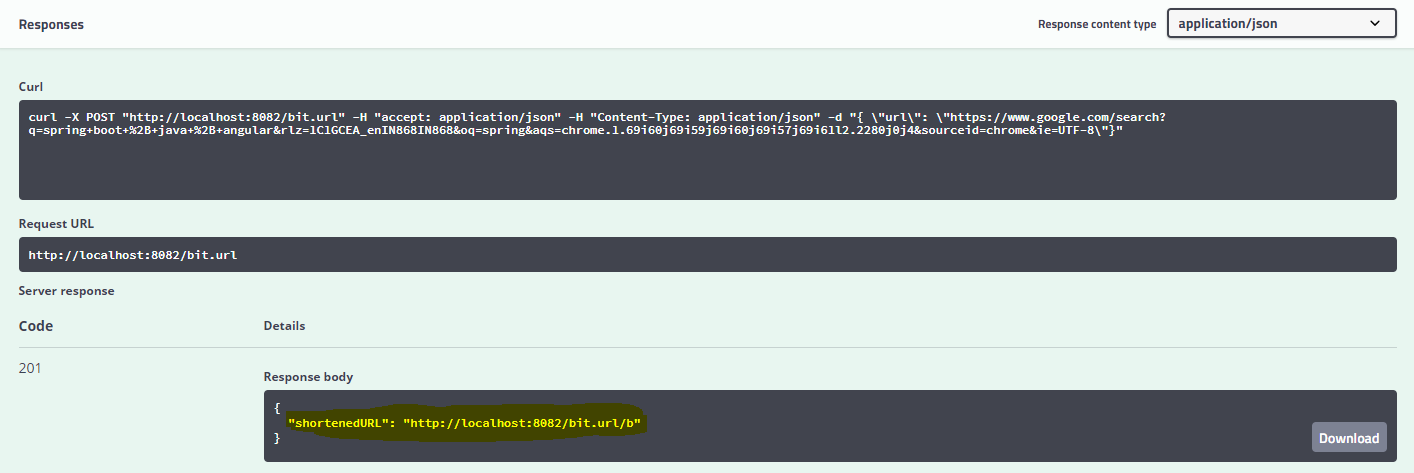 Responses
Response content type
application/json
Curl
curl -X POST "http://localhost:8082/bit.url" -H "accept: application/json" -H "Content-Type: application/json" -d "{ \"url\": \"https://www.google.com/search?
q=spring+boot+%2B+java+%2B+angular&rlz=1C1GCEA_enIN868IN868&oq=spring&aqs=chrome.1.69i60j69i59j69i60j69i57j69i61l2.2280j0j4&sourceid=chrome&ie=UTF-8\"}"
Request URL
http://localhost:8082/bit.url
Server response
Code
Details
201
Response body
{
"shortenedURL": "http://localhost:8082/bit.url/b"
}
Download